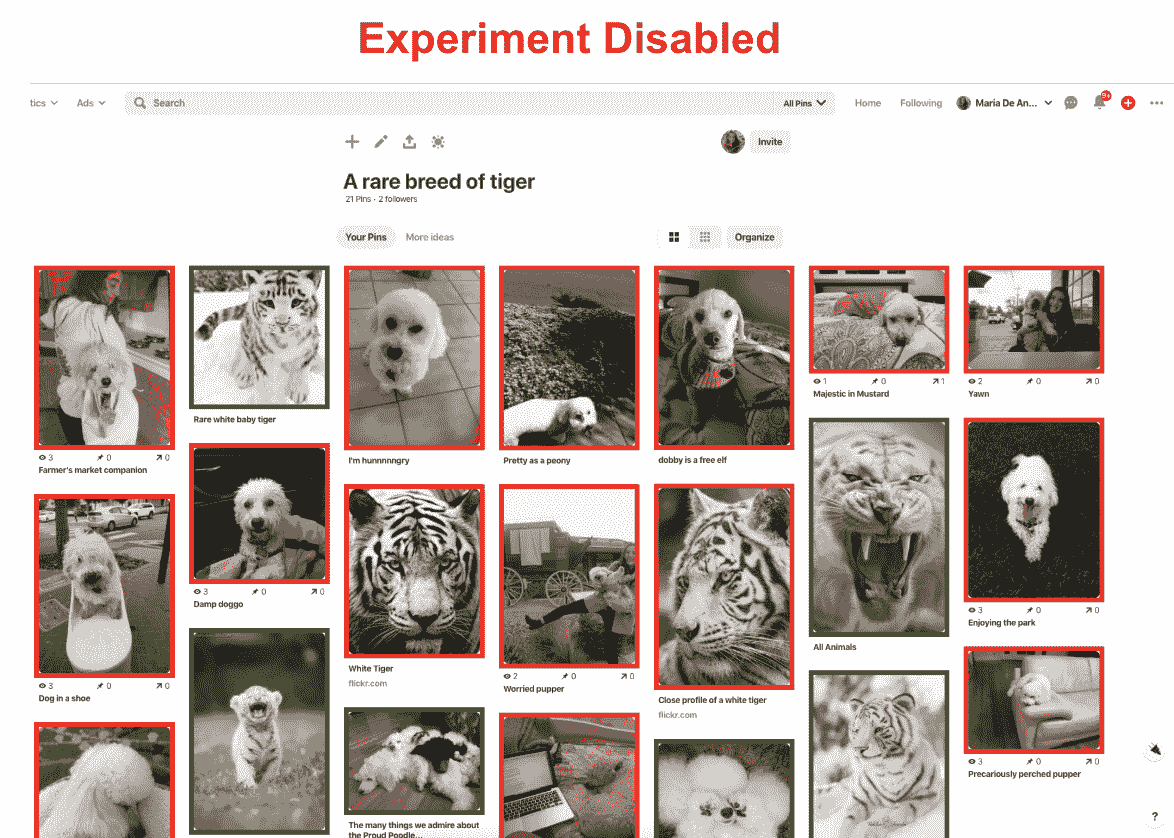 Experiment Disabled
tics
Ads
Search
All Pins
Home
Following
Maria De An...
9+
Invite
A rare breed of tiger
21 Pins · 2 followers
Your Pins
More ideas
Organize
3 0 0
Farmer's market companion
Rare white baby tiger
I'm hunnnnngry
Pretty as a peony
dobby is a free elf
1 0 1
Majestic in Mustard
2 0 0
Yawn
3 0 0
Dog in a shoe
3 0 0
Damp doggo
White Tiger
flickr.com
The many things we admire about
the Proud Poodle...
2 0 0
Worried pupper
Close profile of a white tiger
flickr.com
All Animals
3 0 0
Enjoying the park
3 0 0
Precariously perched pupper
?